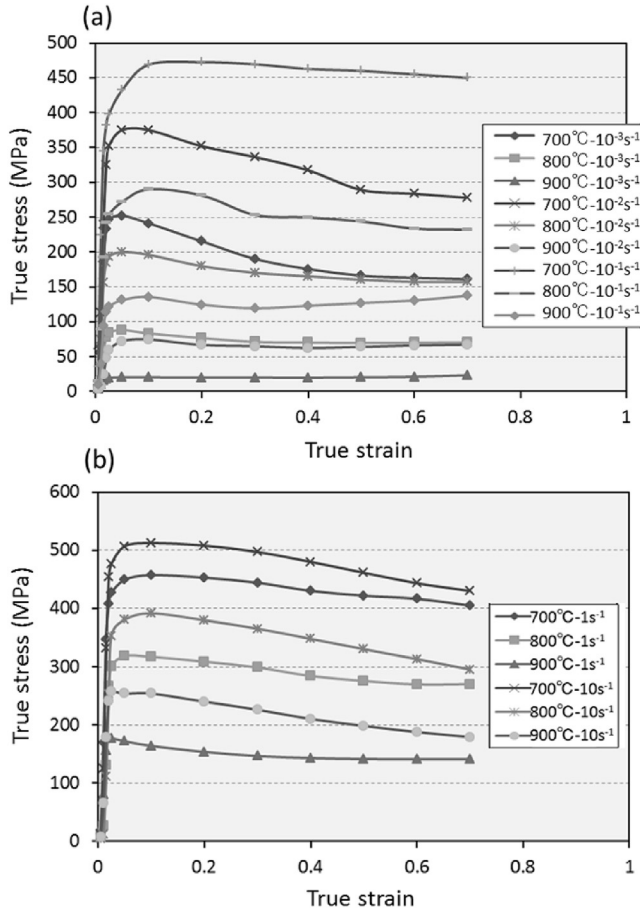 (a)
500
450
400
350
300
250
200
150
100
50
0
True stress (MPa)
0 0.2 0.4 0.6 0.8 1
True strain
700℃-10⁻³s⁻¹
800℃-10⁻³s⁻¹
900℃-10⁻³s⁻¹
700℃-10⁻²s⁻¹
800℃-10⁻²s⁻¹
900℃-10⁻²s⁻¹
700℃-10⁻¹s⁻¹
800℃-10⁻¹s⁻¹
900℃-10⁻¹s⁻¹
(b)
600
500
400
300
200
100
0
True stress (MPa)
0 0.2 0.4 0.6 0.8 1
True strain
700℃-1s⁻¹
800℃-1s⁻¹
900℃-1s⁻¹
700℃-10s⁻¹
800℃-10s⁻¹
900℃-10s⁻¹